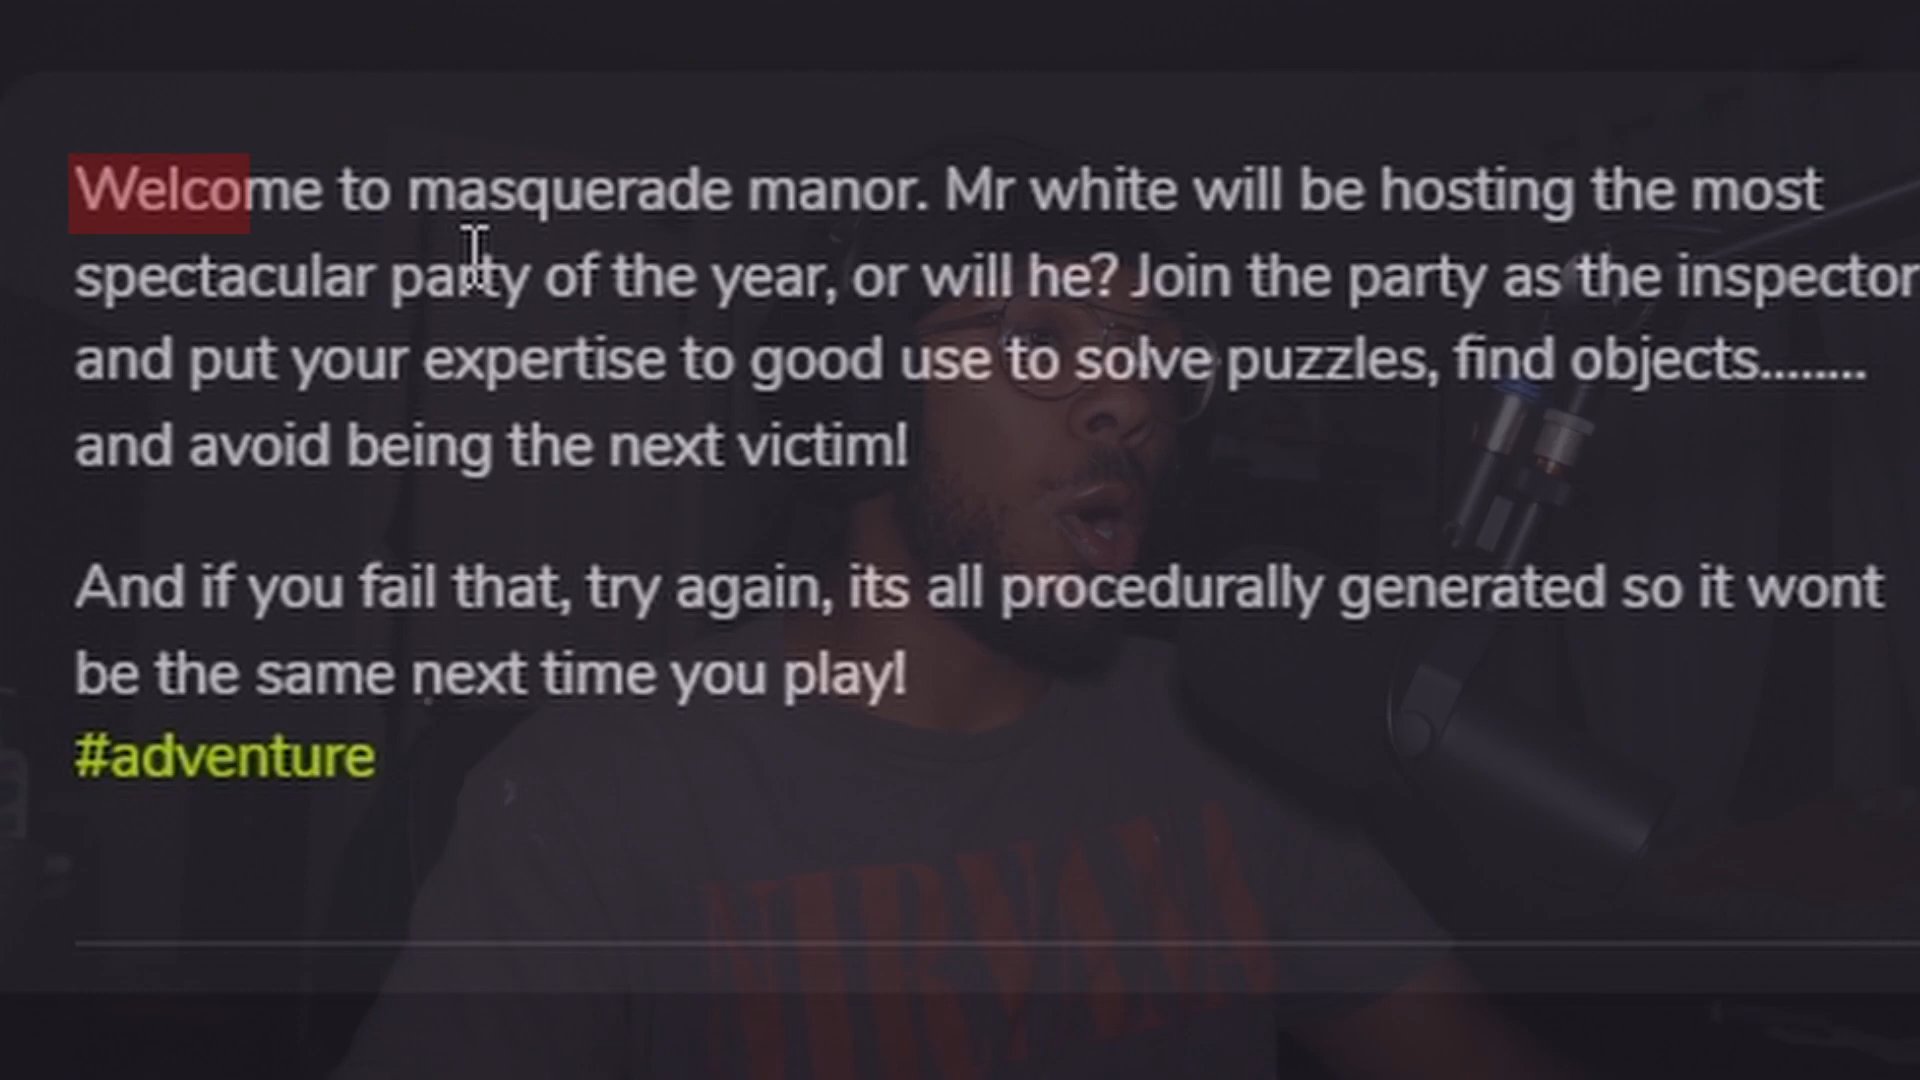 Welcome to masquerade manor. Mr white will be hosting the most
spectacular party of the year, or will he? Join the party as the inspector
and put your expertise to good use to solve puzzles, find objects........
and avoid being the next victim!
And if you fail that, try again, its all procedurally generated so it wont
be the same next time you play!
#adventure
NIRVANA